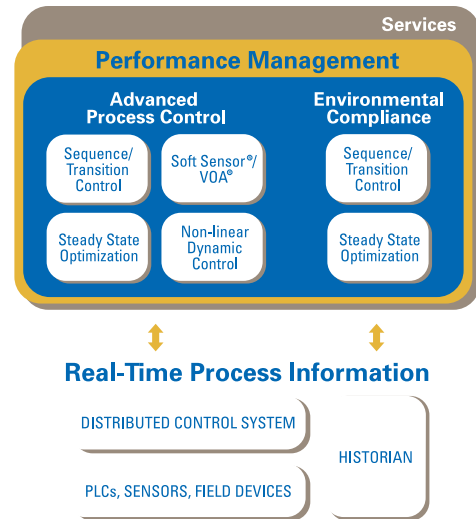 Services
Performance Management
Advanced
Process Control
Environmental
Compliance
Sequence/
Transition
Control
Soft Sensor®/
VOA®
Sequence/
Transition
Control
Steady State
Optimization
Non-linear
Dynamic
Control
Steady State
Optimization
Real-Time Process Information
DISTRIBUTED CONTROL SYSTEM
HISTORIAN
PLCs, SENSORS, FIELD DEVICES